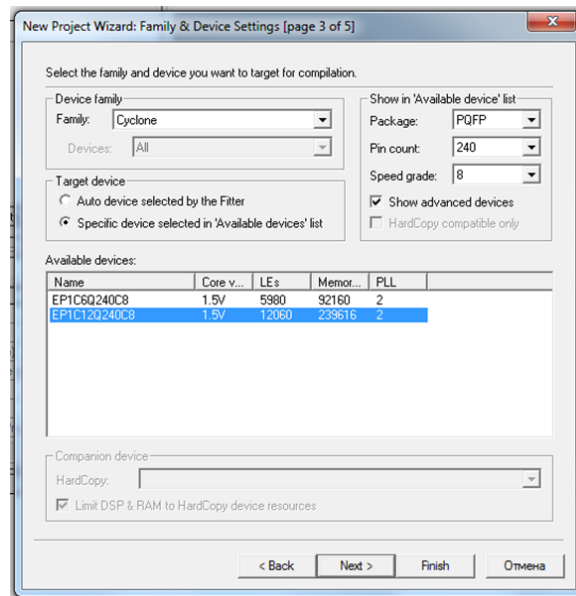 New Project Wizard: Family & Device Settings [page 3 of 5]
Select the family and device you want to target for compilation.
Device family
Family: Cyclone
Devices: All
Show in 'Available device' list
Package: PQFP
Pin count: 240
Speed grade: 8
Show advanced devices
HardCopy compatible only
Target device
Auto device selected by the Fitter
Specific device selected in 'Available devices' list
Available devices:
Name Core v... LEs Memor... PLL
EP1C6Q240C8 1.5V 5980 92160 2
EP1C12Q240C8 1.5V 12060 239616 2
Companion device
HardCopy:
Limit DSP & RAM to HardCopy device resources
< Back Next > Finish Отмена